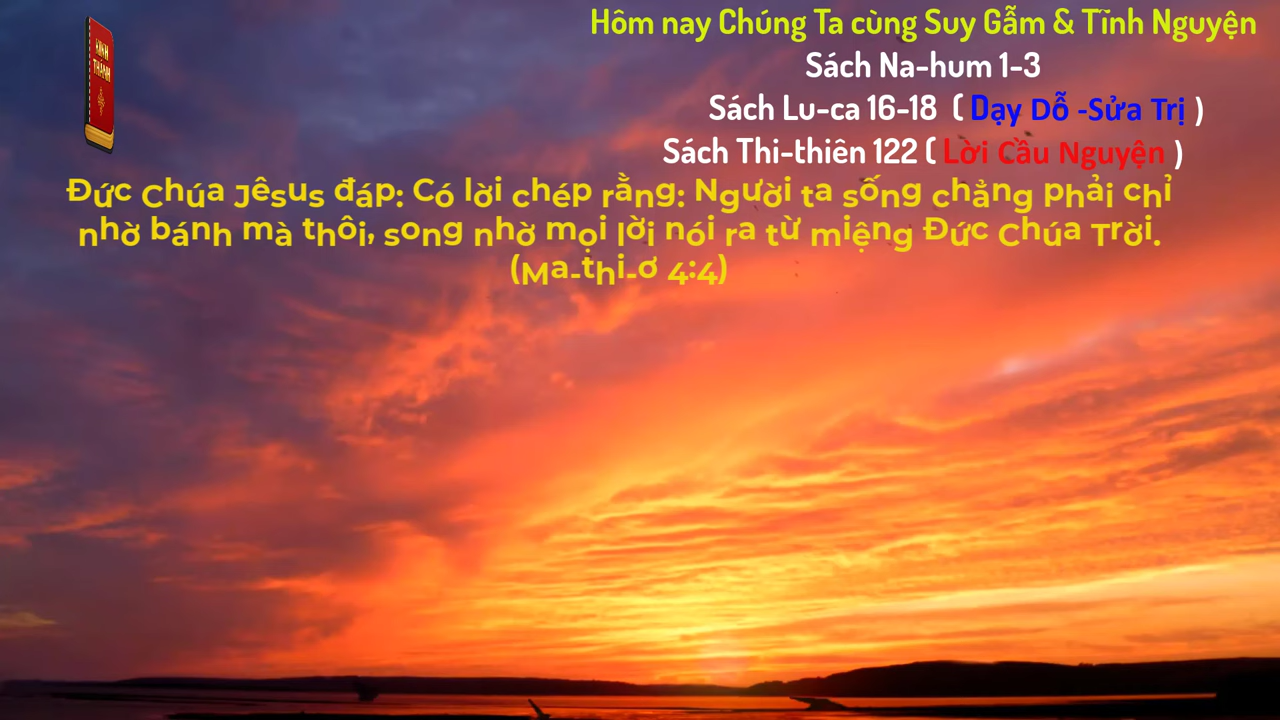 KINH
THÁNH
Hôm nay Chúng Ta cùng Suy Gẫm & Tĩnh Nguyện
Sách Na-hum 1-3
Sách Lu-ca 16-18 ( Dạy Dỗ -Sửa Trị )
Sách Thi-thiên 122 ( Lời Cầu Nguyện )
Đức Chúa Jêsus đáp: Có lời chép rằng: Người ta sống chẳng phải chỉ
nhờ bánh mà thôi, song nhờ mọi lời nói ra từ miệng Đức Chúa Trời.
(Ma-thi-ơ 4:4)